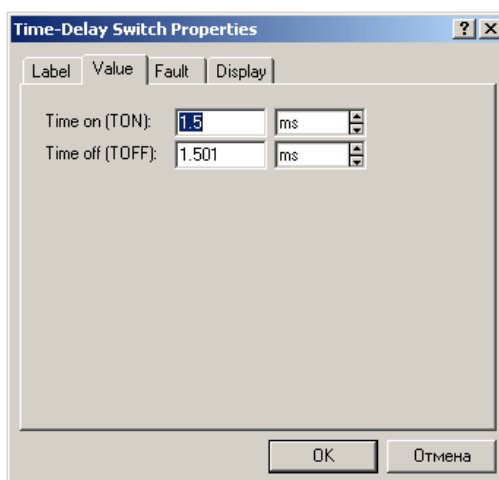 Time-Delay Switch Properties ? ×
Label Value Fault Display
Time on (TON): 1.5 ms
Time off (TOFF): 1.501 ms
OK Отмена